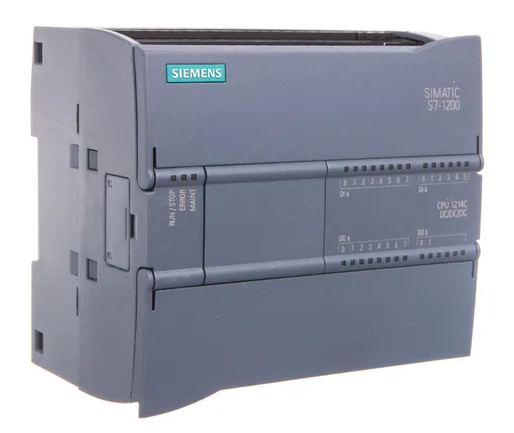 SIEMENS
SIMATIC
S7-1200
RUN / STOP
ERROR
MAINT
0 1 2 3 4 5 6 7
0 1 2 3 4 5
DI a
DI b
CPU 1214C
DC/DC/DC
DQ a
DQ b
0 1 2 3 4 5 6 7
0 1